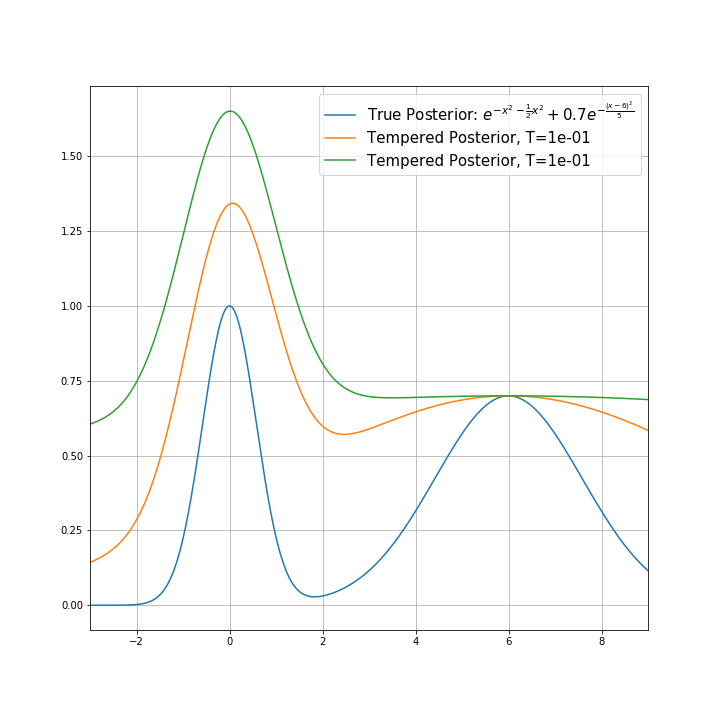 True Posterior: $e^{-x^2 - \frac{1}{2}x^2} + 0.7e^{-\frac{(x-6)^2}{5}}$
Tempered Posterior, T=1e-01
Tempered Posterior, T=1e-01
1.50
1.25
1.00
0.75
0.50
0.25
0.00
−2 0 2 4 6 8